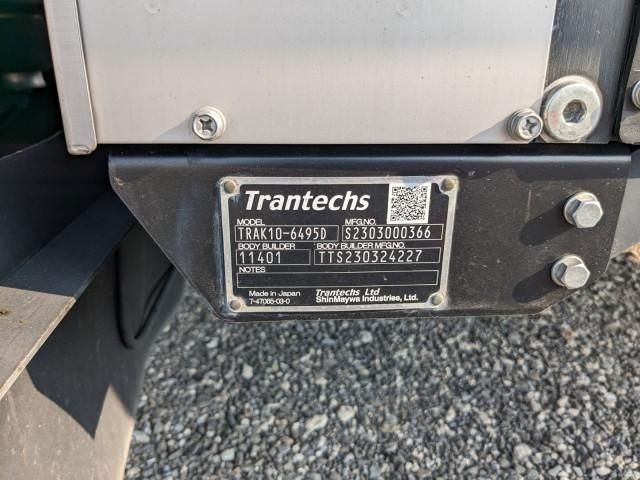 Trantechs
MODEL MFG.NO.
TRAK10-6495D S2303000366
BODY BUILDER BODY BUILDER MFG.NO.
11401 TTS230324227
NOTES
Made in Japan Trantechs Ltd
7-47065-03-0 ShinMaywa Industries, Ltd.